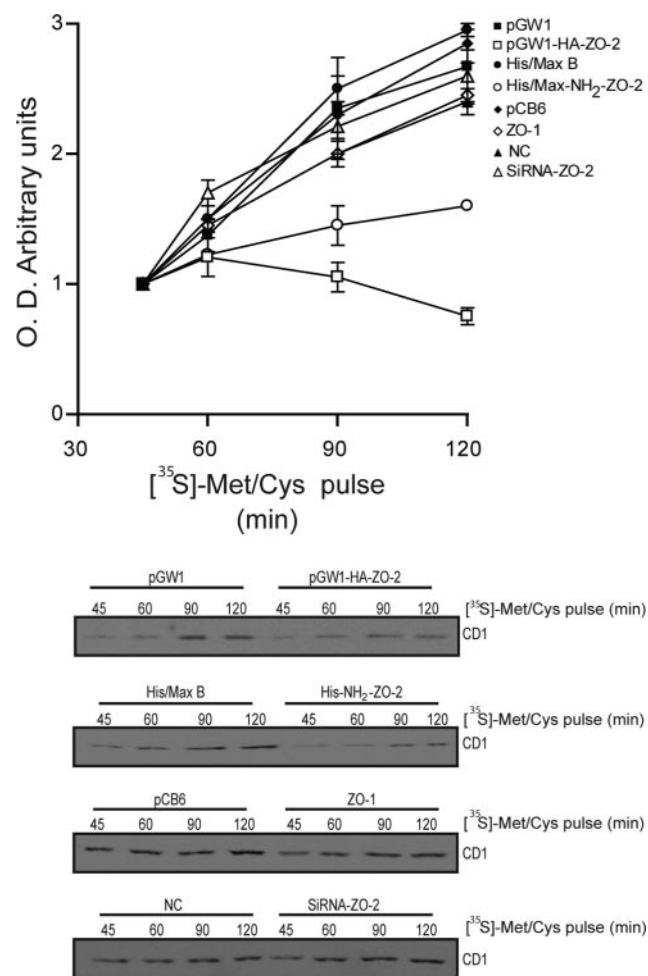 3
2
1
0
O. D. Arbitrary units
30
60
90
120
[³⁵S]-Met/Cys pulse
(min)
pGW1
pGW1-HA-ZO-2
His/Max B
His/Max-NH₂-ZO-2
pCB6
ZO-1
NC
SiRNA-ZO-2
pGW1 pGW1-HA-ZO-2
45 60 90 120 45 60 90 120 [³⁵S]-Met/Cys pulse (min)
CD1
His/Max B His-NH₂-ZO-2
45 60 90 120 45 60 90 120 [³⁵S]-Met/Cys pulse (min)
CD1
pCB6 ZO-1
45 60 90 120 45 60 90 120 [³⁵S]-Met/Cys pulse (min)
CD1
NC SiRNA-ZO-2
45 60 90 120 45 60 90 120 [³⁵S]-Met/Cys pulse (min)
CD1